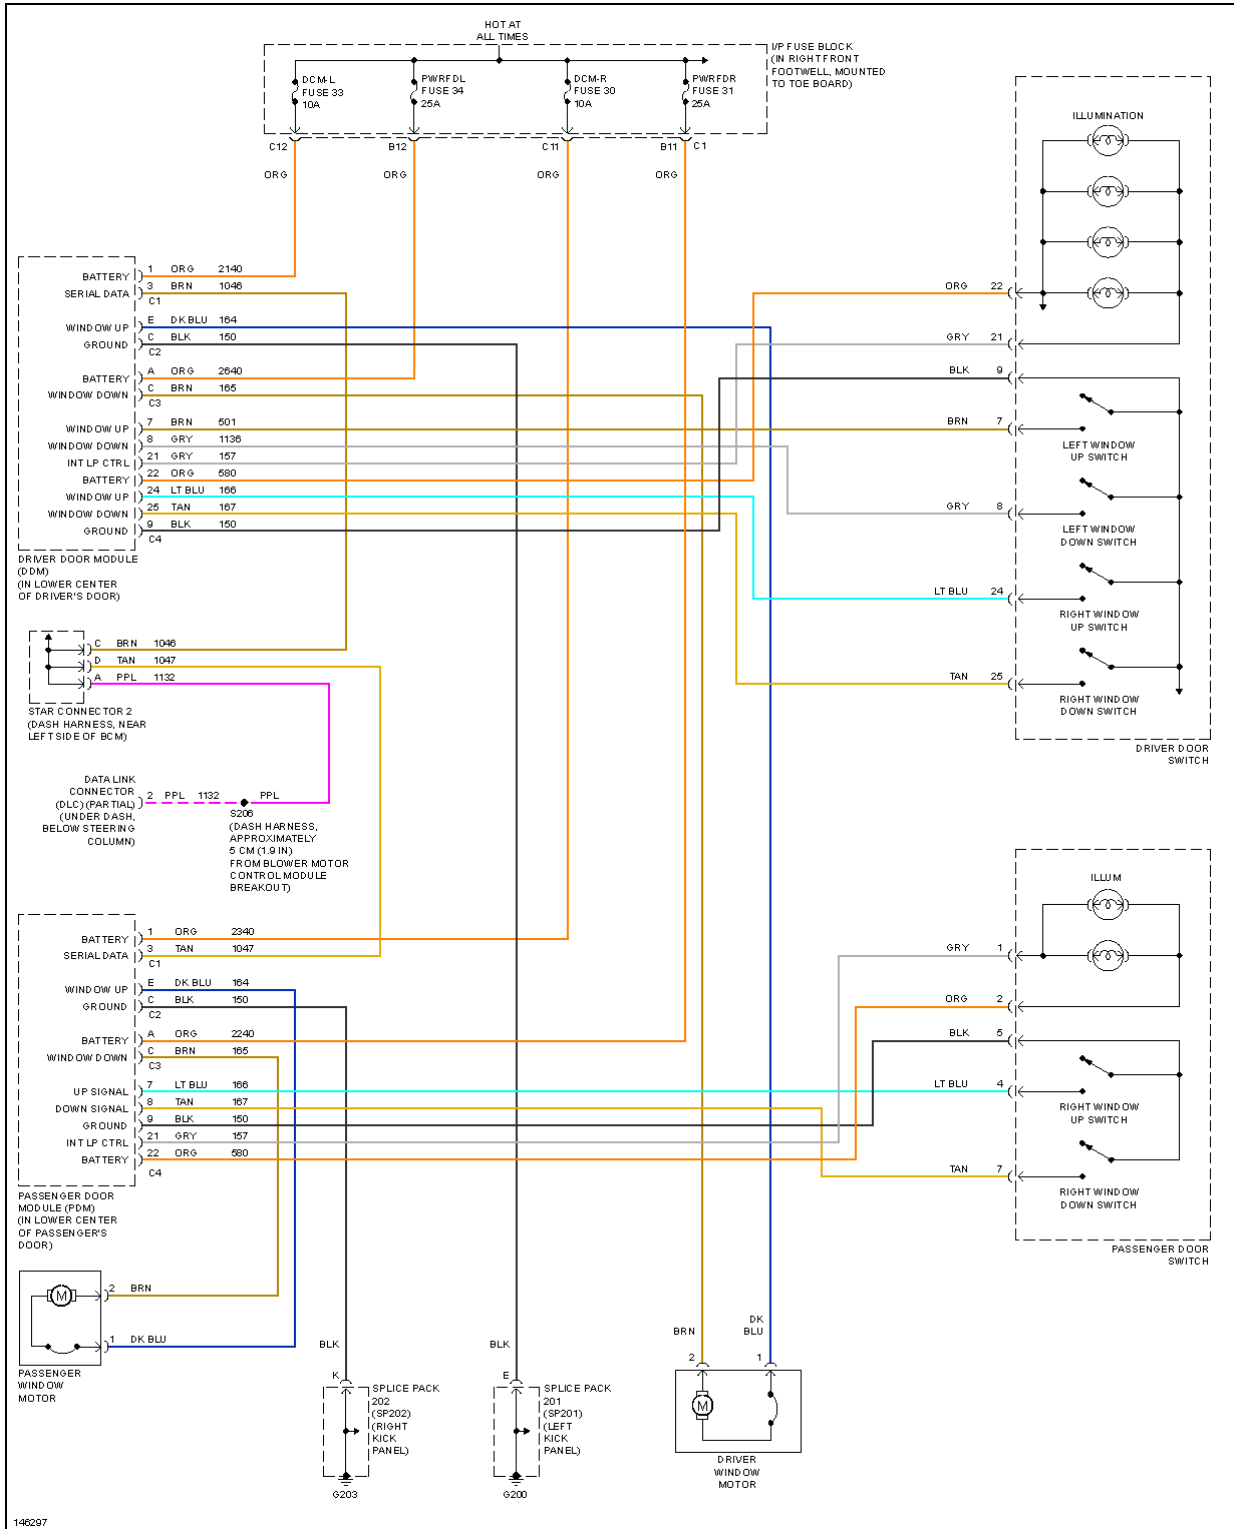 HOT AT
ALL TIMES
I/P FUSE BLOCK
(IN RIGHT FRONT
FOOTWELL, MOUNTED
TO TOE BOARD)
DCM-L
FUSE 33
10A
PWRFDL
FUSE 34
25A
DCM-R
FUSE 30
10A
PWRFDR
FUSE 31
25A
C12 B12 C11 B11 C1
ORG ORG ORG ORG
BATTERY 1 ORG 2140
SERIAL DATA 3 BRN 1046
C1
WINDOW UP E DK BLU 164
GROUND C BLK 150
C2
BATTERY A ORG 2640
WINDOW DOWN C BRN 165
C3
WINDOW UP 7 BRN 501
WINDOW DOWN 8 GRY 1136
INT LP CTRL 21 GRY 157
BATTERY 22 ORG 580
WINDOW UP 24 LT BLU 166
WINDOW DOWN 25 TAN 167
GROUND 9 BLK 150
C4
DRIVER DOOR MODULE
(DDM)
(IN LOWER CENTER
OF DRIVER'S DOOR)
ILLUMINATION
ORG 22
GRY 21
BLK 9
BRN 7
LEFT WINDOW
UP SWITCH
GRY 8
LEFT WINDOW
DOWN SWITCH
LT BLU 24
RIGHT WINDOW
UP SWITCH
TAN 25
RIGHT WINDOW
DOWN SWITCH
DRIVER DOOR
SWITCH
C BRN 1046
D TAN 1047
A PPL 1132
STAR CONNECTOR 2
(DASH HARNESS, NEAR
LEFT SIDE OF BCM)
DATA LINK
CONNECTOR
(DLC) (PARTIAL)
(UNDER DASH,
BELOW STEERING
COLUMN)
2 PPL 1132 PPL
S206
(DASH HARNESS,
APPROXIMATELY
5 CM (1.9 IN)
FROM BLOWER MOTOR
CONTROL MODULE
BREAKOUT)
BATTERY 1 ORG 2340
SERIAL DATA 3 TAN 1047
C1
WINDOW UP E DK BLU 164
GROUND C BLK 150
C2
BATTERY A ORG 2240
WINDOW DOWN C BRN 165
C3
UP SIGNAL 7 LT BLU 166
DOWN SIGNAL 8 TAN 167
GROUND 9 BLK 150
INT LP CTRL 21 GRY 157
BATTERY 22 ORG 580
C4
PASSENGER DOOR
MODULE (PDM)
(IN LOWER CENTER
OF PASSENGER'S
DOOR)
ILLUM
GRY 1
ORG 2
BLK 5
LT BLU 4
RIGHT WINDOW
UP SWITCH
TAN 7
RIGHT WINDOW
DOWN SWITCH
PASSENGER DOOR
SWITCH
M
2 BRN
1 DK BLU
PASSENGER
WINDOW
MOTOR
BLK
K
SPLICE PACK
202
(SP202)
(RIGHT
KICK
PANEL)
G203
BLK
E
SPLICE PACK
201
(SP201)
(LEFT
KICK
PANEL)
G200
BRN
DK
BLU
2 1
M
DRIVER
WINDOW
MOTOR
146297